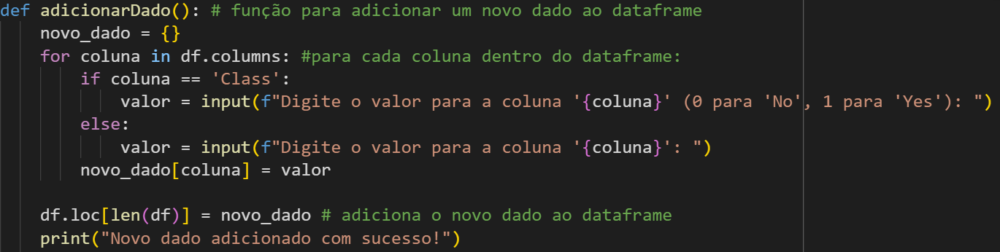 def adicionarDado(): # função para adicionar um novo dado ao dataframe
    novo_dado = {}
    for coluna in df.columns: #para cada coluna dentro do dataframe:
        if coluna == 'Class':
            valor = input(f"Digite o valor para a coluna '{coluna}' (0 para 'No', 1 para 'Yes'): ")
        else:
            valor = input(f"Digite o valor para a coluna '{coluna}': ")
        novo_dado[coluna] = valor

    df.loc[len(df)] = novo_dado # adiciona o novo dado ao dataframe
    print("Novo dado adicionado com sucesso!")